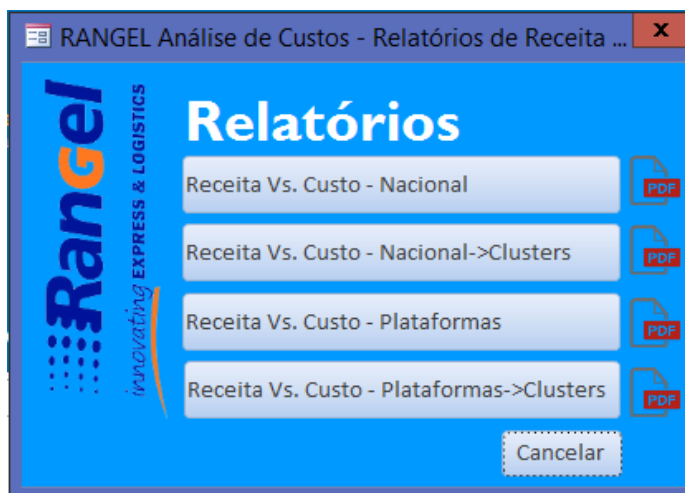 RANGEL Análise de Custos - Relatórios de Receita ...
x
Rangel
innovating EXPRESS & LOGISTICS
Relatórios
Receita Vs. Custo - Nacional
PDF
Receita Vs. Custo - Nacional->Clusters
PDF
Receita Vs. Custo - Plataformas
PDF
Receita Vs. Custo - Plataformas->Clusters
PDF
Cancelar